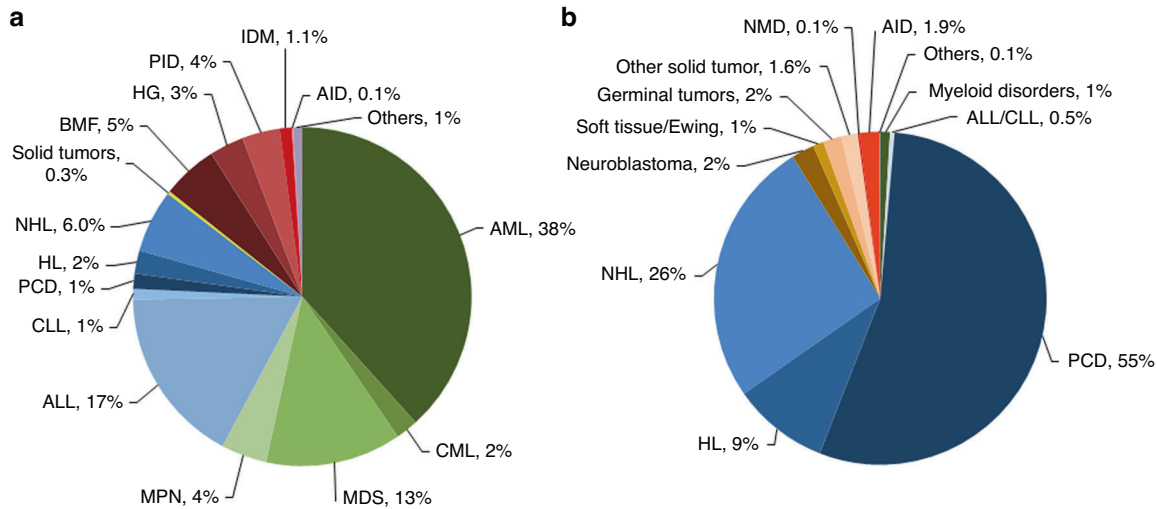 a
IDM, 1.1%
PID, 4%
HG, 3%
AID, 0.1%
Others, 1%
BMF, 5%
Solid tumors,
0.3%
NHL, 6.0%
HL, 2%
PCD, 1%
CLL, 1%
ALL, 17%
MPN, 4%
MDS, 13%
CML, 2%
AML, 38%
b
NMD, 0.1%
AID, 1.9%
Others, 0.1%
Other solid tumor, 1.6%
Myeloid disorders, 1%
Germinal tumors, 2%
ALL/CLL, 0.5%
Soft tissue/Ewing, 1%
Neuroblastoma, 2%
NHL, 26%
PCD, 55%
HL, 9%